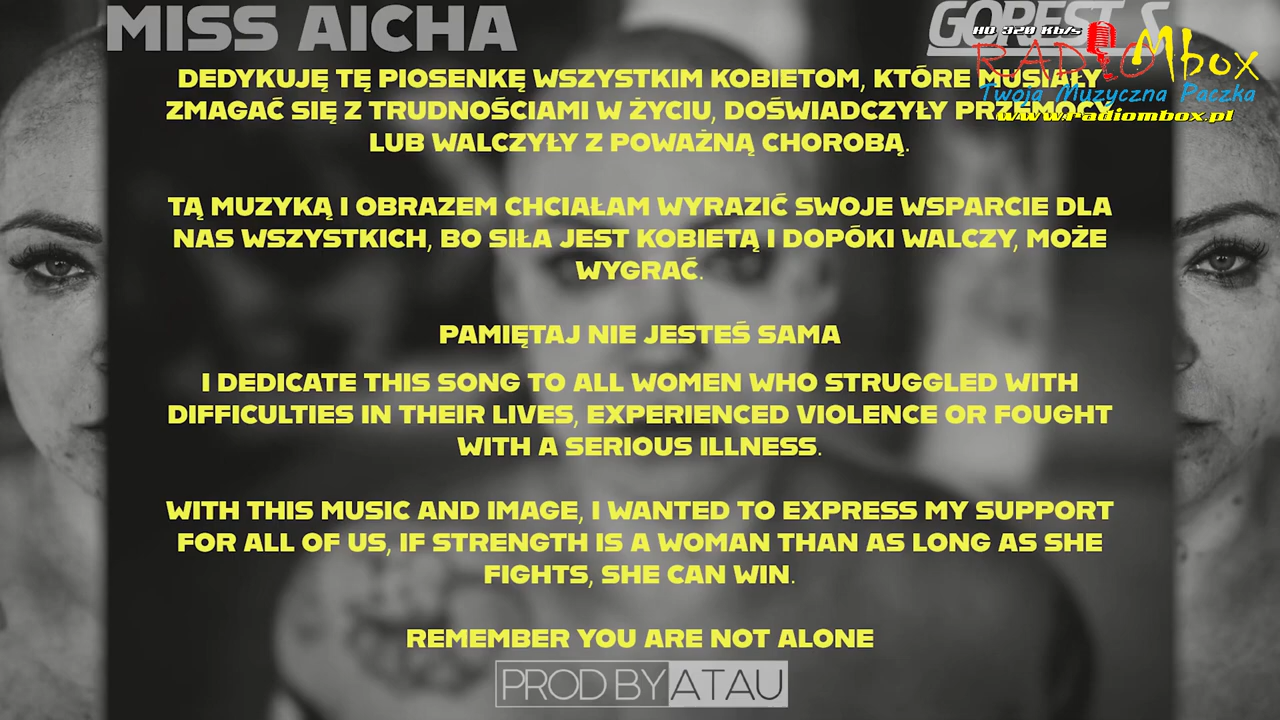 MISS AICHA
GOREST S
HQ 320 Kb/s
RADIO Mbox
Twoja Muzyczna Paczka
www.radiombox.pl
DEDYKUJĘ TĘ PIOSENKĘ WSZYSTKIM KOBIETOM, KTÓRE MUSIAŁY
ZMAGAĆ SIĘ Z TRUDNOŚCIAMI W ŻYCIU, DOŚWIADCZYŁY PRZEMOCY
LUB WALCZYŁY Z POWAŻNĄ CHOROBĄ.
TĄ MUZYKĄ I OBRAZEM CHCIAŁAM WYRAZIĆ SWOJE WSPARCIE DLA
NAS WSZYSTKICH, BO SIŁA JEST KOBIETĄ I DOPÓKI WALCZY, MOŻE
WYGRAĆ.
PAMIĘTAJ NIE JESTEŚ SAMA
I DEDICATE THIS SONG TO ALL WOMEN WHO STRUGGLED WITH
DIFFICULTIES IN THEIR LIVES, EXPERIENCED VIOLENCE OR FOUGHT
WITH A SERIOUS ILLNESS.
WITH THIS MUSIC AND IMAGE, I WANTED TO EXPRESS MY SUPPORT
FOR ALL OF US, IF STRENGTH IS A WOMAN THAN AS LONG AS SHE
FIGHTS, SHE CAN WIN.
REMEMBER YOU ARE NOT ALONE
PROD BY ATAU